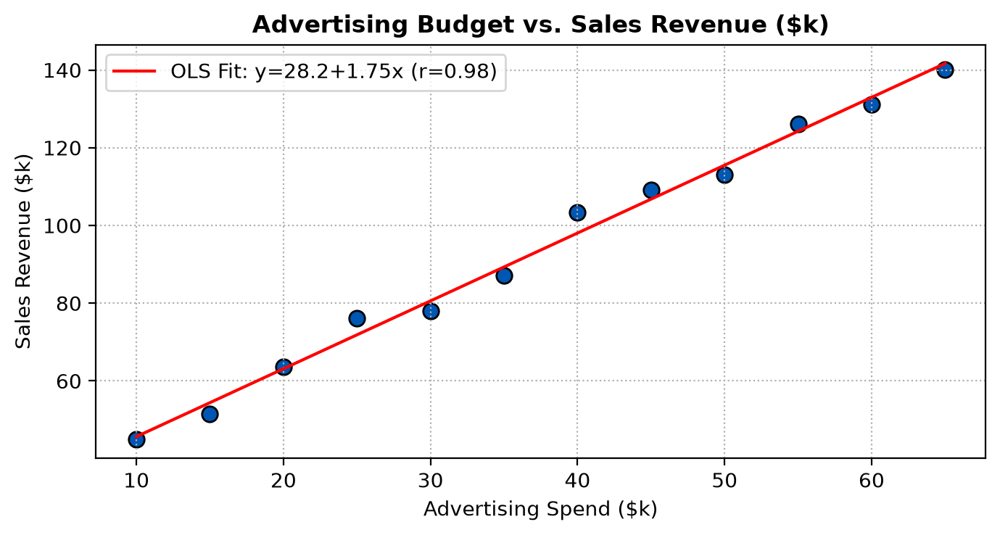 Advertising Budget vs. Sales Revenue ($k)
OLS Fit: y=28.2+1.75x (r=0.98)
Sales Revenue ($k)
140
120
100
80
60
10 20 30 40 50 60
Advertising Spend ($k)